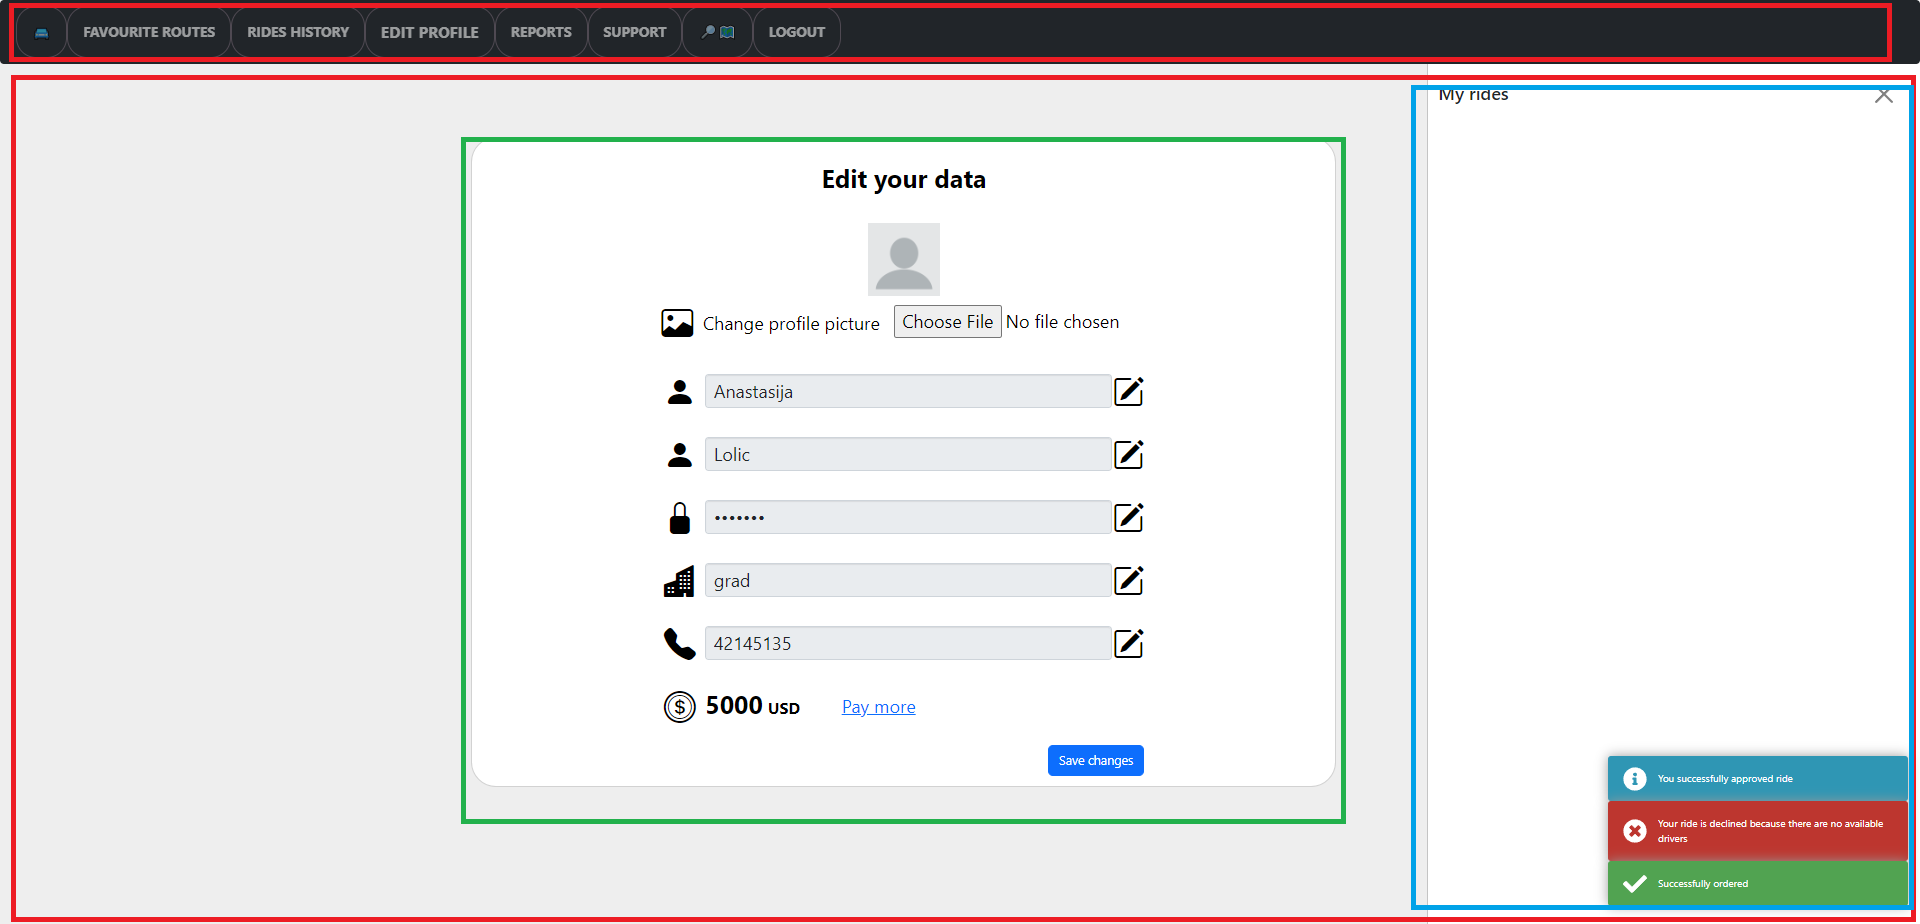 FAVOURITE ROUTES RIDES HISTORY EDIT PROFILE REPORTS SUPPORT LOGOUT
My rides
Edit your data
Change profile picture Choose File No file chosen
Anastasija
Lolic
•••••••
grad
42145135
$ 5000 USD Pay more
Save changes
You successfully approved ride
Your ride is declined because there are no available
drivers
Successfully ordered